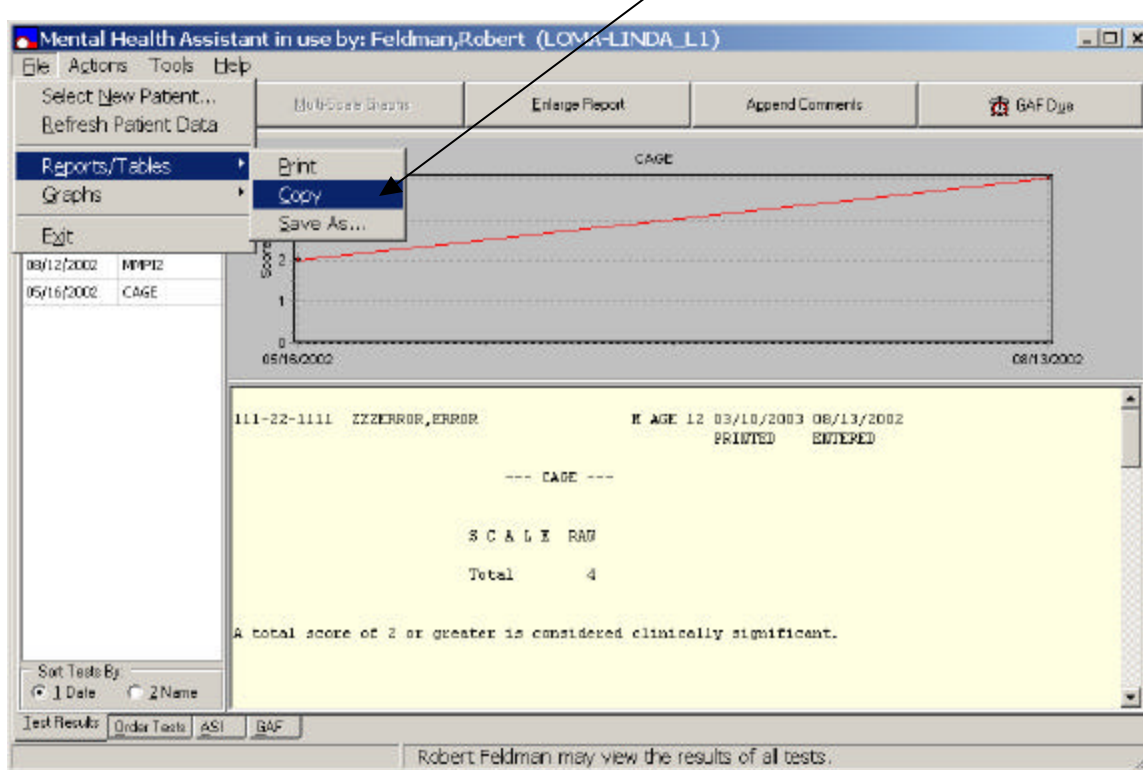 Mental Health Assistant in use by: Feldman,Robert (LOMA-LINDA_L1)
File Actions Tools Help
Select New Patient...
Refresh Patient Data
Reports/Tables
Graphs
Exit
Print
Copy
Save As...
Multi-Scale Graphs
Enlarge Report
Append Comments
GAF Due
CAGE
Score
2
1
0
05/16/2002
08/13/2002
08/12/2002 MMPI2
05/16/2002 CAGE
111-22-1111 ZZZERROR,ERROR M AGE 12 03/10/2003 08/13/2002
PRINTED ENTERED
--- CAGE ---
S C A L E RAW
Total 4
A total score of 2 or greater is considered clinically significant.
Sort Tests By:
1 Date 2 Name
Test Results Order Tests ASI GAF
Robert Feldman may view the results of all tests.